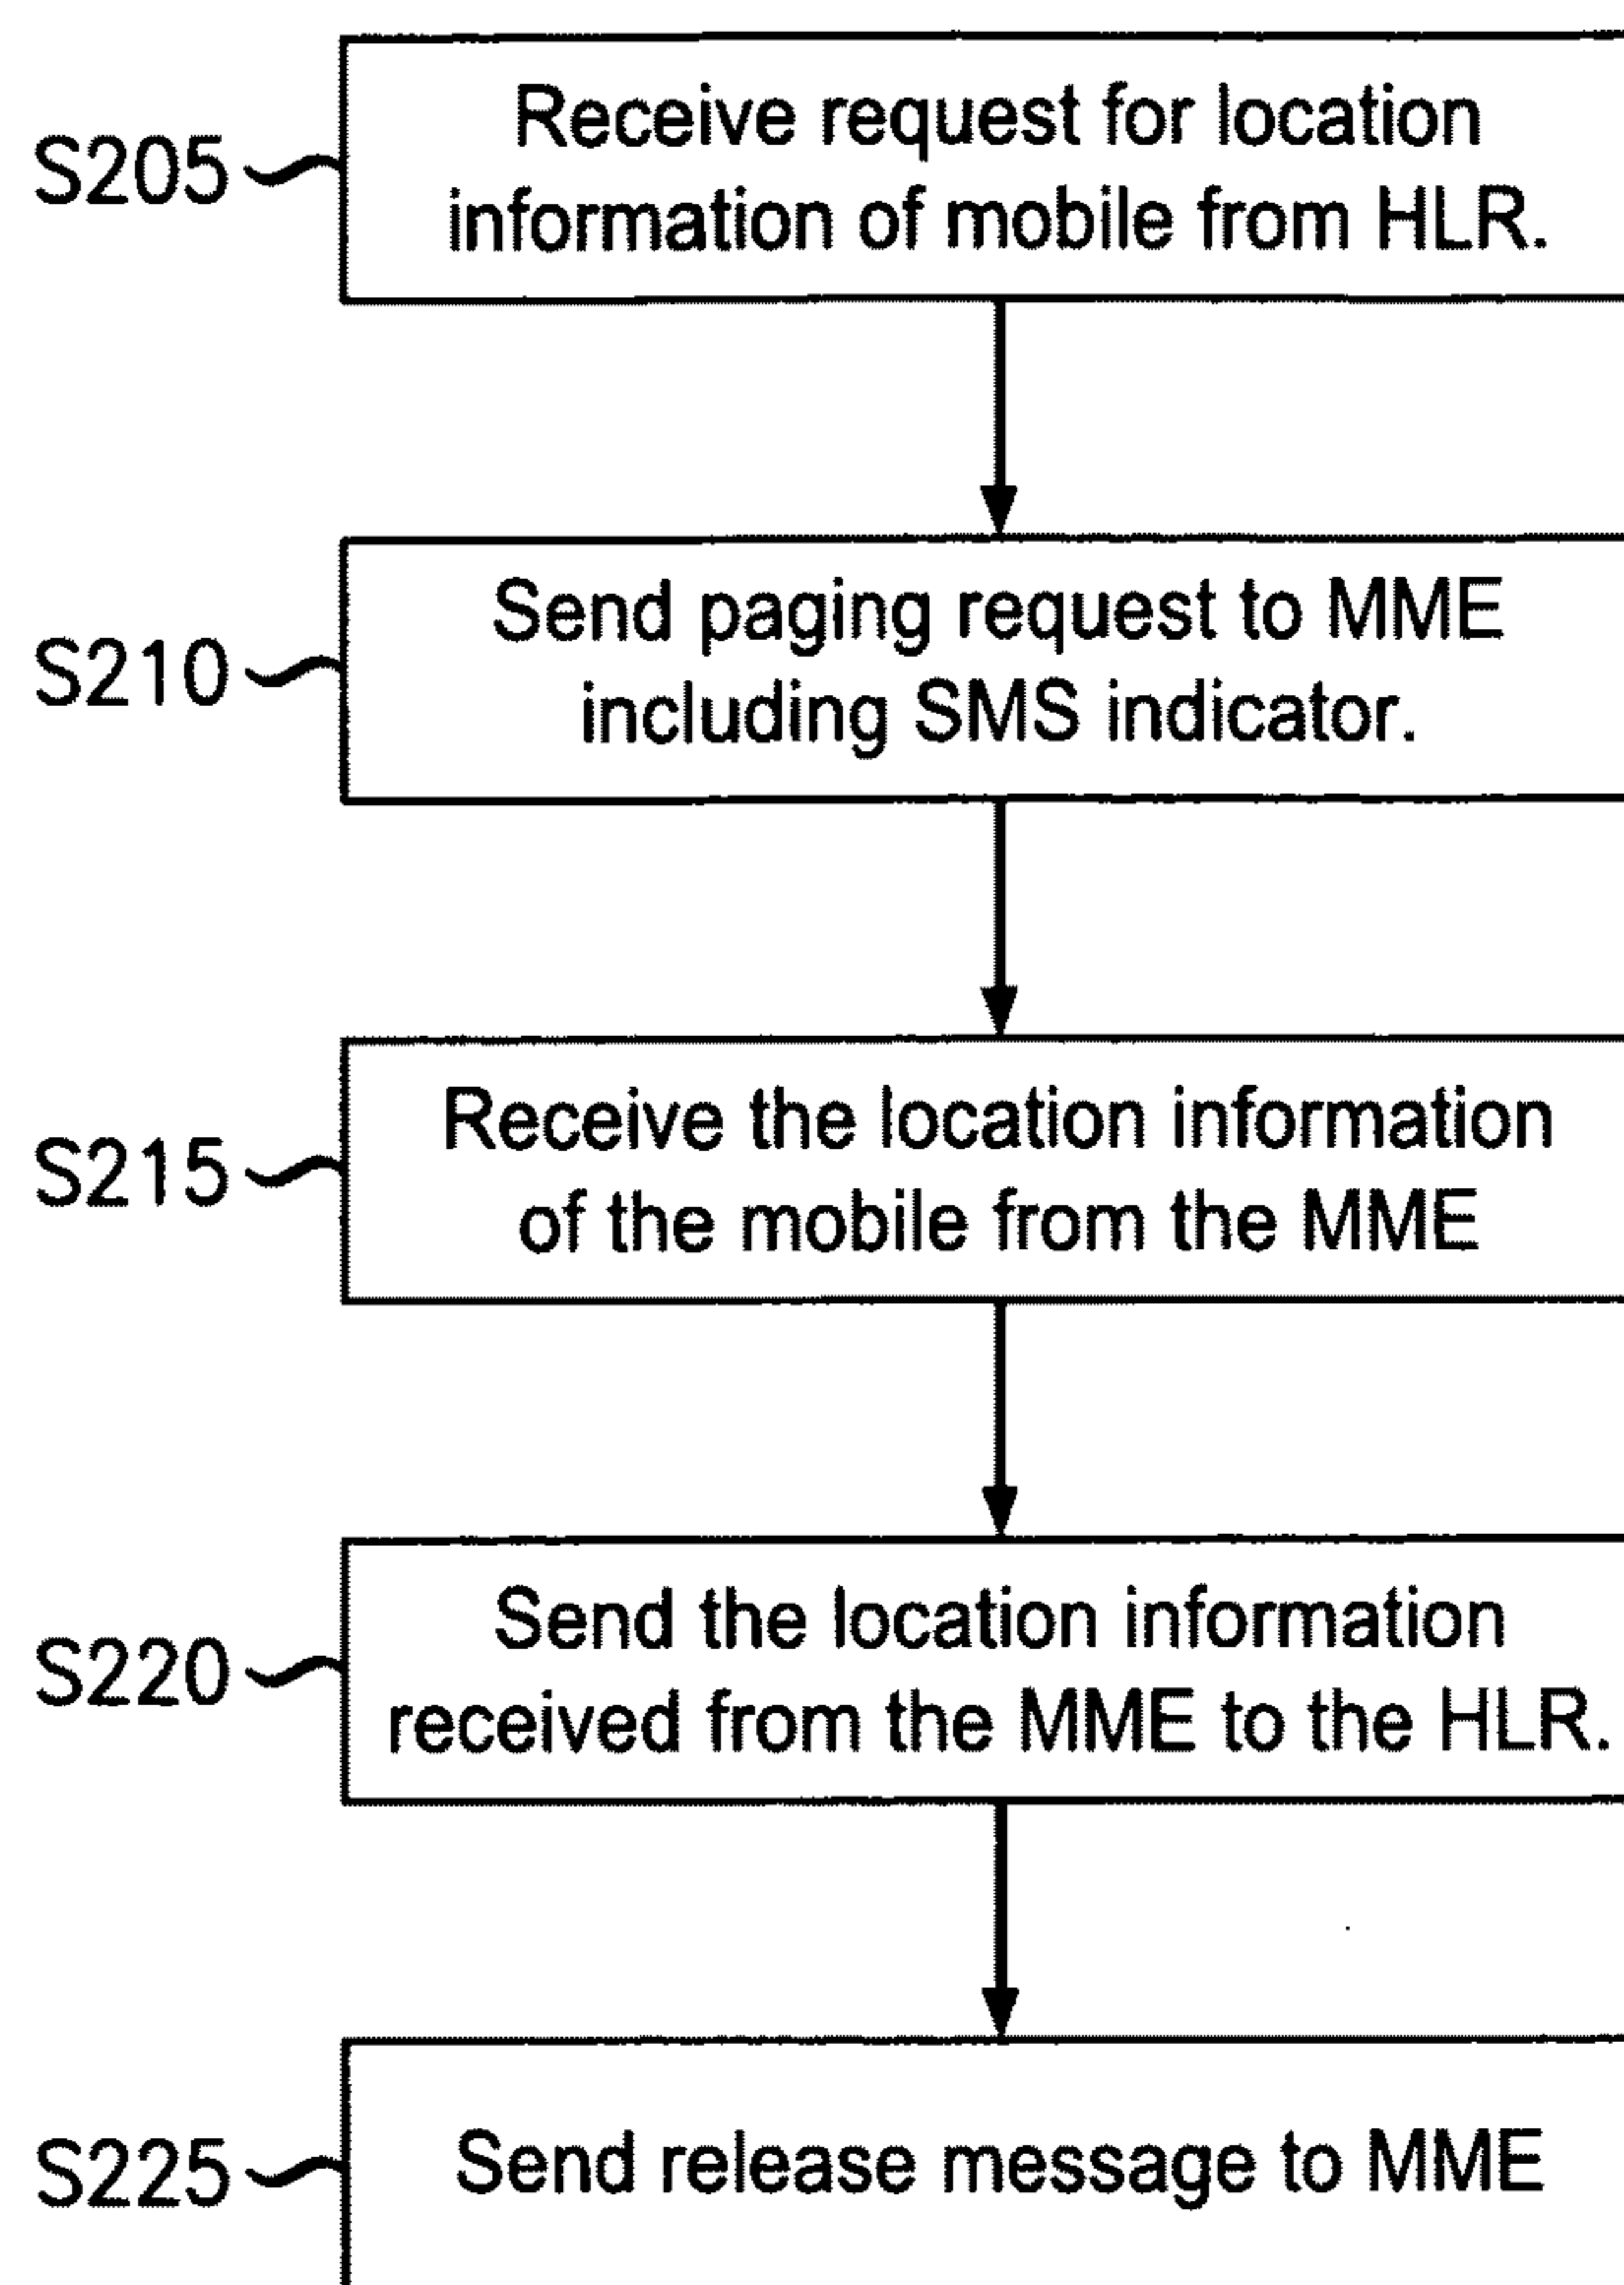 S205
Receive request for location
information of mobile from HLR.
S210
Send paging request to MME
including SMS indicator.
S215
Receive the location information
of the mobile from the MME
S220
Send the location information
received from the MME to the HLR.
S225
Send release message to MME